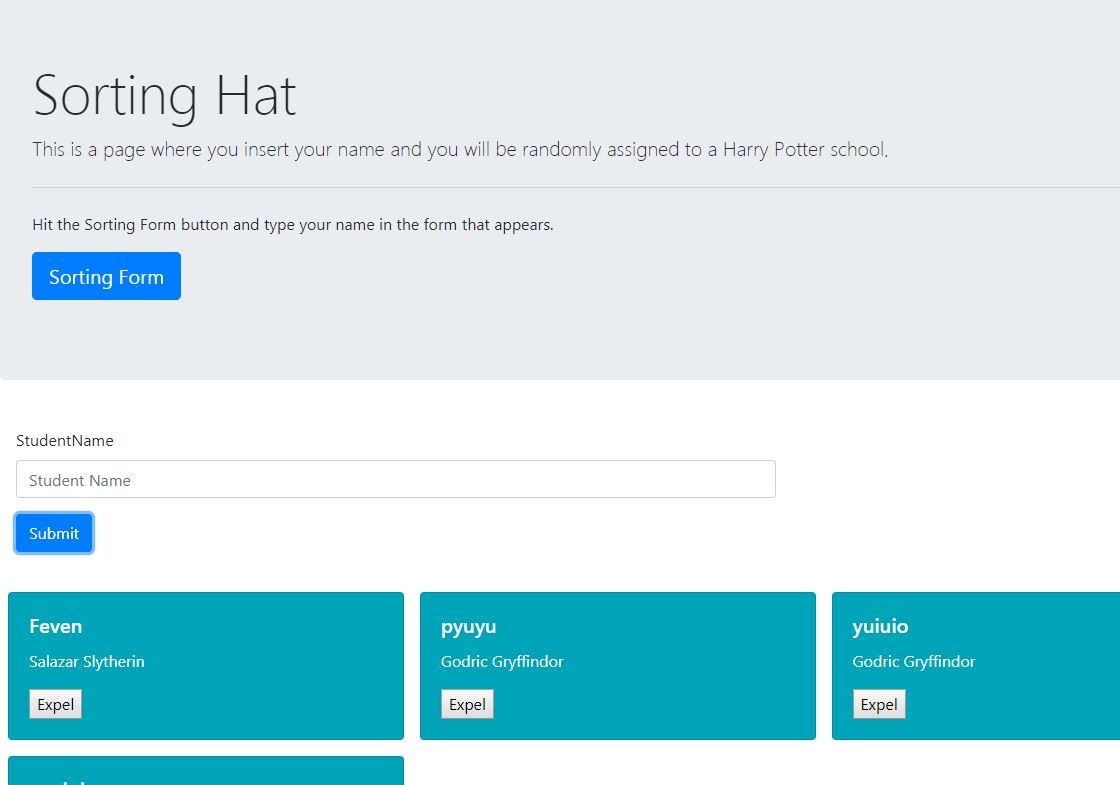 Sorting Hat
This is a page where you insert your name and you will be randomly assigned to a Harry Potter school.
Hit the Sorting Form button and type your name in the form that appears.
Sorting Form
StudentName
Student Name
Submit
Feven
Salazar Slytherin
Expel
pyuyu
Godric Gryffindor
Expel
yuiuio
Godric Gryffindor
Expel